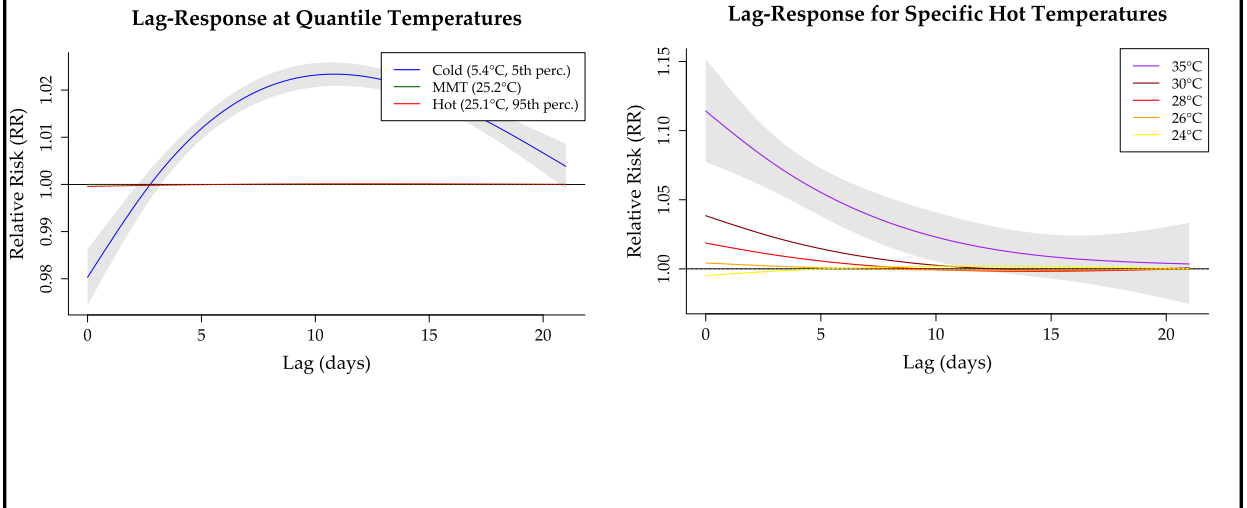 Lag-Response at Quantile Temperatures
Relative Risk (RR)
1.02
1.01
1.00
0.99
0.98
Cold (5.4°C, 5th perc.)
MMT (25.2°C)
Hot (25.1°C, 95th perc.)
0 5 10 15 20
Lag (days)
Lag-Response for Specific Hot Temperatures
Relative Risk (RR)
1.15
1.10
1.05
1.00
35°C
30°C
28°C
26°C
24°C
0 5 10 15 20
Lag (days)